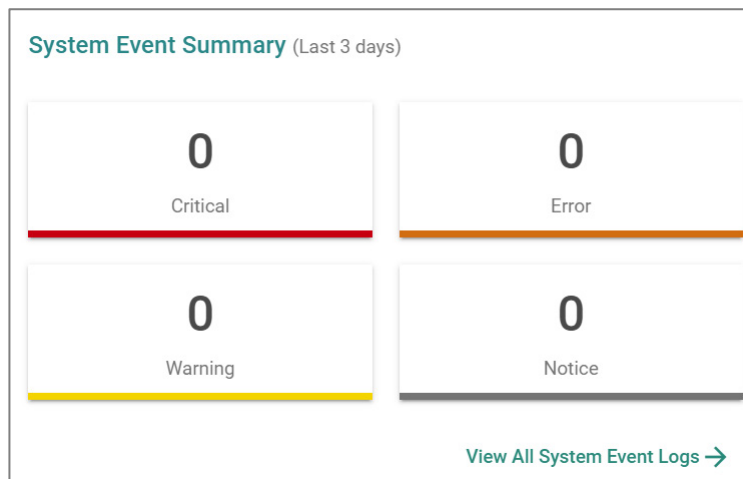 System Event Summary (Last 3 days)
0
Critical
0
Error
0
Warning
0
Notice
View All System Event Logs